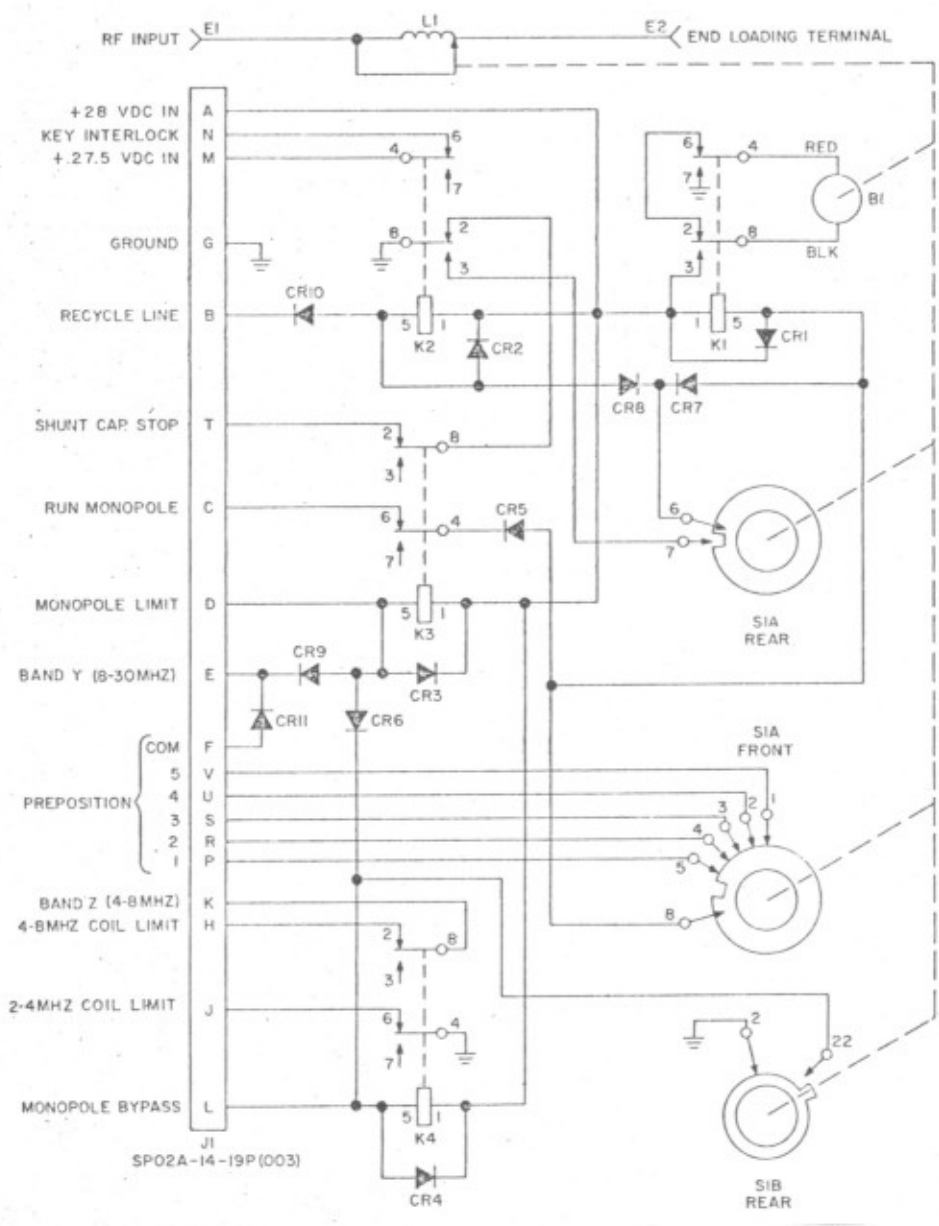 RF INPUT E1 L1 E2 END LOADING TERMINAL
+28 VDC IN A
KEY INTERLOCK N 6 6 4 RED
+.27.5 VDC IN M 4 7 7 B1
GROUND G 8 2 3 2 8 BLK 3
CR10
RECYCLE LINE B 5 1 K2 CR2 1 5 K1 CR1
CR8 CR7
SHUNT CAP. STOP T 2 8 3
RUN MONOPOLE C 6 4 7 CR5 6 7
S1A
REAR
MONOPOLE LIMIT D 5 1 K3
CR9
BAND Y (8-30MHZ) E CR3
CR11 CR6
S1A
FRONT
COM F
5 V
PREPOSITION 4 U 3 2 1
3 S 4
2 R
1 P 5
BAND Z (4-8MHZ) K
4-8MHZ COIL LIMIT H 2 8 8
3
2-4MHZ COIL LIMIT J 6 4 2 22
7
MONOPOLE BYPASS L 5 1
K4
J1
SP02A-14-19P(003)
CR4
S1B
REAR